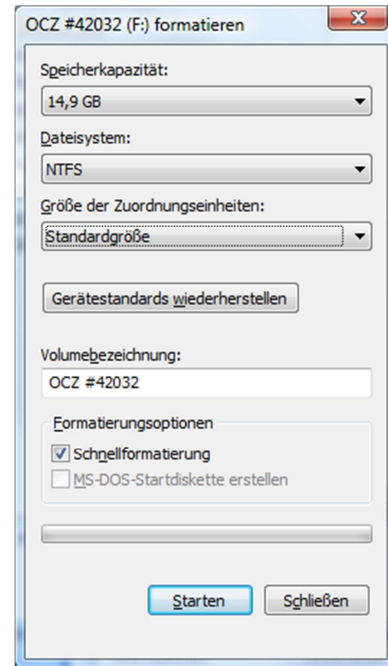 OCZ #42032 (F:) formatieren
Speicherkapazität:
14,9 GB
Dateisystem:
NTFS
Größe der Zuordnungseinheiten:
Standardgröße
Gerätestandards wiederherstellen
Volumebezeichnung:
OCZ #42032
Formatierungsoptionen
Schnellformatierung
MS-DOS-Startdiskette erstellen
Starten
Schließen